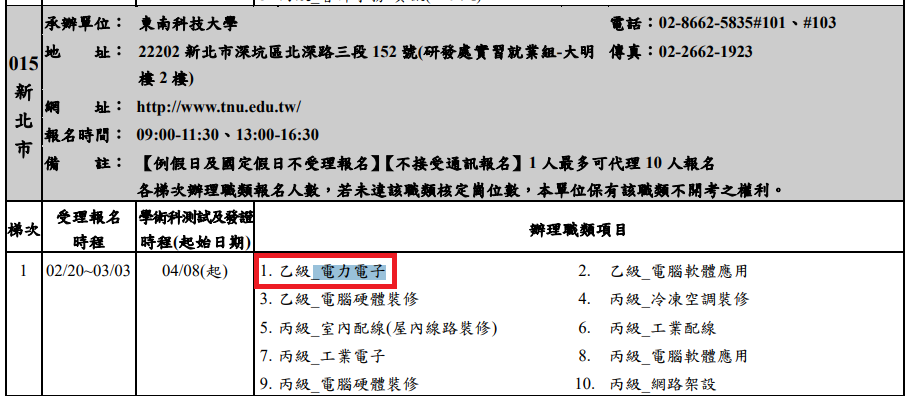 承辦單位： 東南科技大學 電話：02-8662-5835#101、#103
地 址： 22202 新北市深坑區北深路三段 152 號(研發處實習就業組-大明 傳真：02-2662-1923
樓 2 樓)
015
新
北
市
網 址： http://www.tnu.edu.tw/
報名時間： 09:00-11:30、13:00-16:30
備 註： 【例假日及國定假日不受理報名】【不接受通訊報名】1 人最多可代理 10 人報名
各梯次辦理職類報名人數，若未達該職類核定崗位數，本單位保有該職類不開考之權利。
梯次
受理報名
時程
學術科測試及發證
時程(起始日期)
辦理職類項目
1 02/20~03/03 04/08(起)
1. 乙級_電力電子 2. 乙級_電腦軟體應用
3. 乙級_電腦硬體裝修 4. 丙級_冷凍空調裝修
5. 丙級_室內配線(屋內線路裝修) 6. 丙級_工業配線
7. 丙級_工業電子 8. 丙級_電腦軟體應用
9. 丙級_電腦硬體裝修 10. 丙級_網路架設